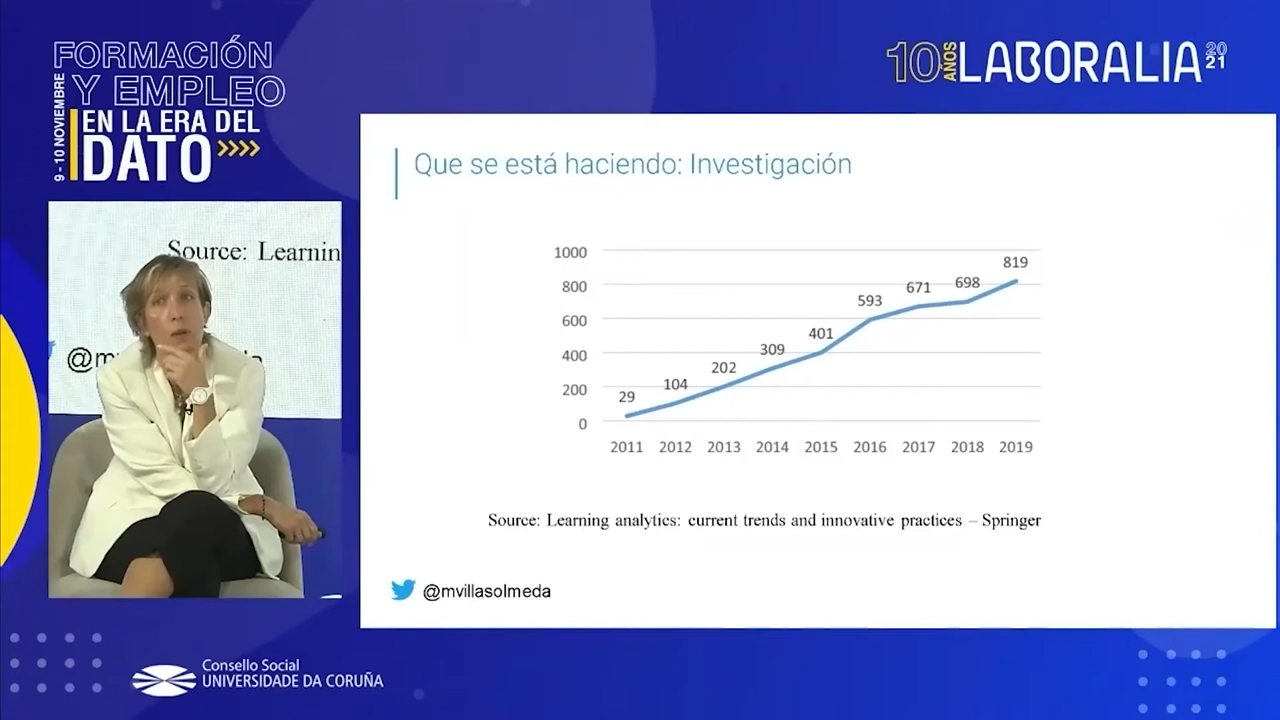 FORMACIÓN
Y EMPLEO
EN LA ERA DEL
DATO
9 - 10 NOVIEMBRE
10 AÑOS LABORALIA 20 21
Source: Learnin
@m
Que se está haciendo: Investigación
1000
800
600
400
200
0
29 104 202 309 401 593 671 698 819
2011 2012 2013 2014 2015 2016 2017 2018 2019
Source: Learning analytics: current trends and innovative practices – Springer
@mvillasolmeda
Consello Social
UNIVERSIDADE DA CORUÑA